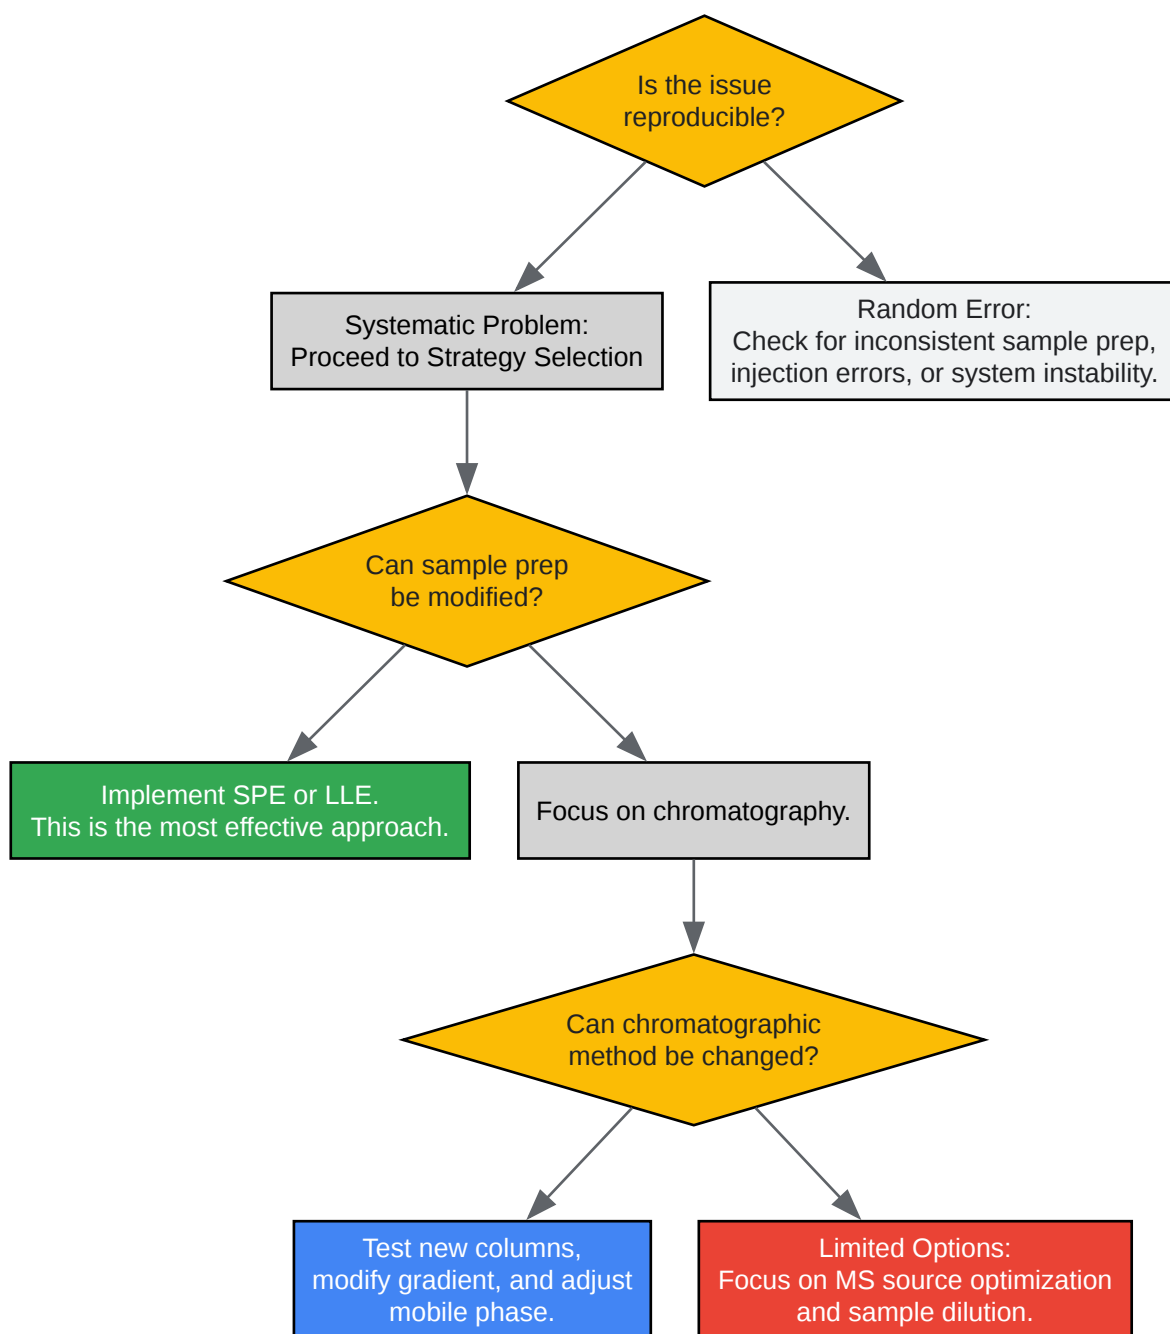 Is the issue
reproducible?
Systematic Problem:
Proceed to Strategy Selection
Random Error:
Check for inconsistent sample prep,
injection errors, or system instability.
Can sample prep
be modified?
Implement SPE or LLE.
This is the most effective approach.
Focus on chromatography.
Can chromatographic
method be changed?
Test new columns,
modify gradient, and adjust
mobile phase.
Limited Options:
Focus on MS source optimization
and sample dilution.